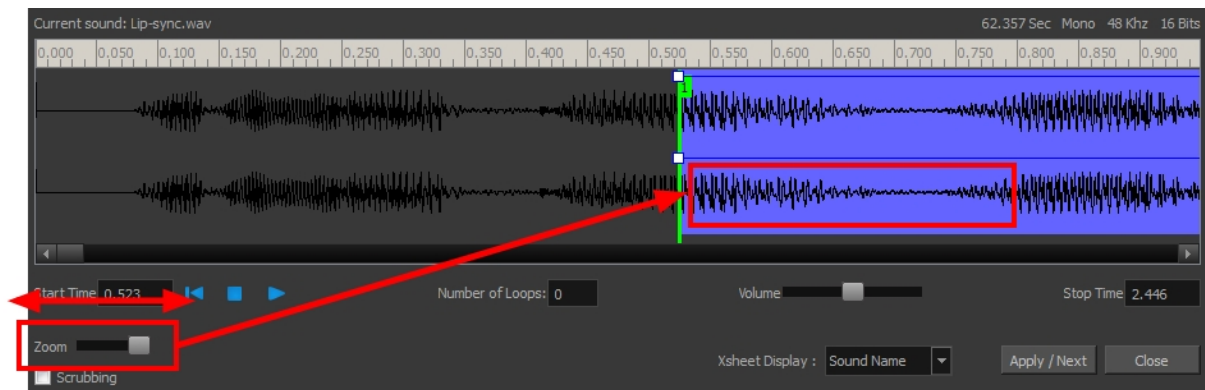 Current sound: Lip-sync.wav 62.357 Sec Mono 48 Khz 16 Bits
0.000 0.050 0.100 0.150 0.200 0.250 0.300 0.350 0.400 0.450 0.500 0.550 0.600 0.650 0.700 0.750 0.800 0.850 0.900
1
Start Time 0.523 Number of Loops: 0 Volume Stop Time 2.446
Zoom
Xsheet Display : Sound Name Apply / Next Close
Scrubbing